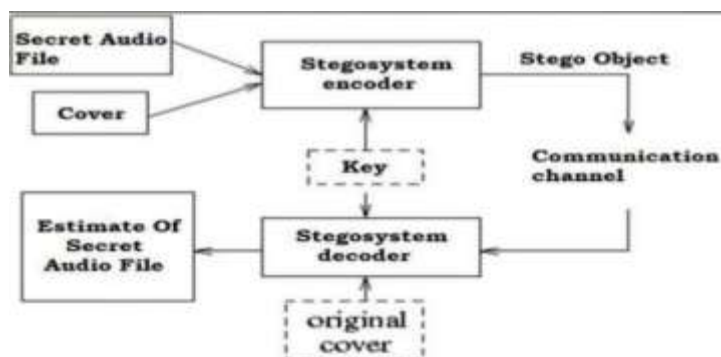 Secret Audio
File
Cover
Stegosystem
encoder
Stego Object
Key
Communication
channel
Estimate Of
Secret
Audio File
Stegosystem
decoder
original
cover